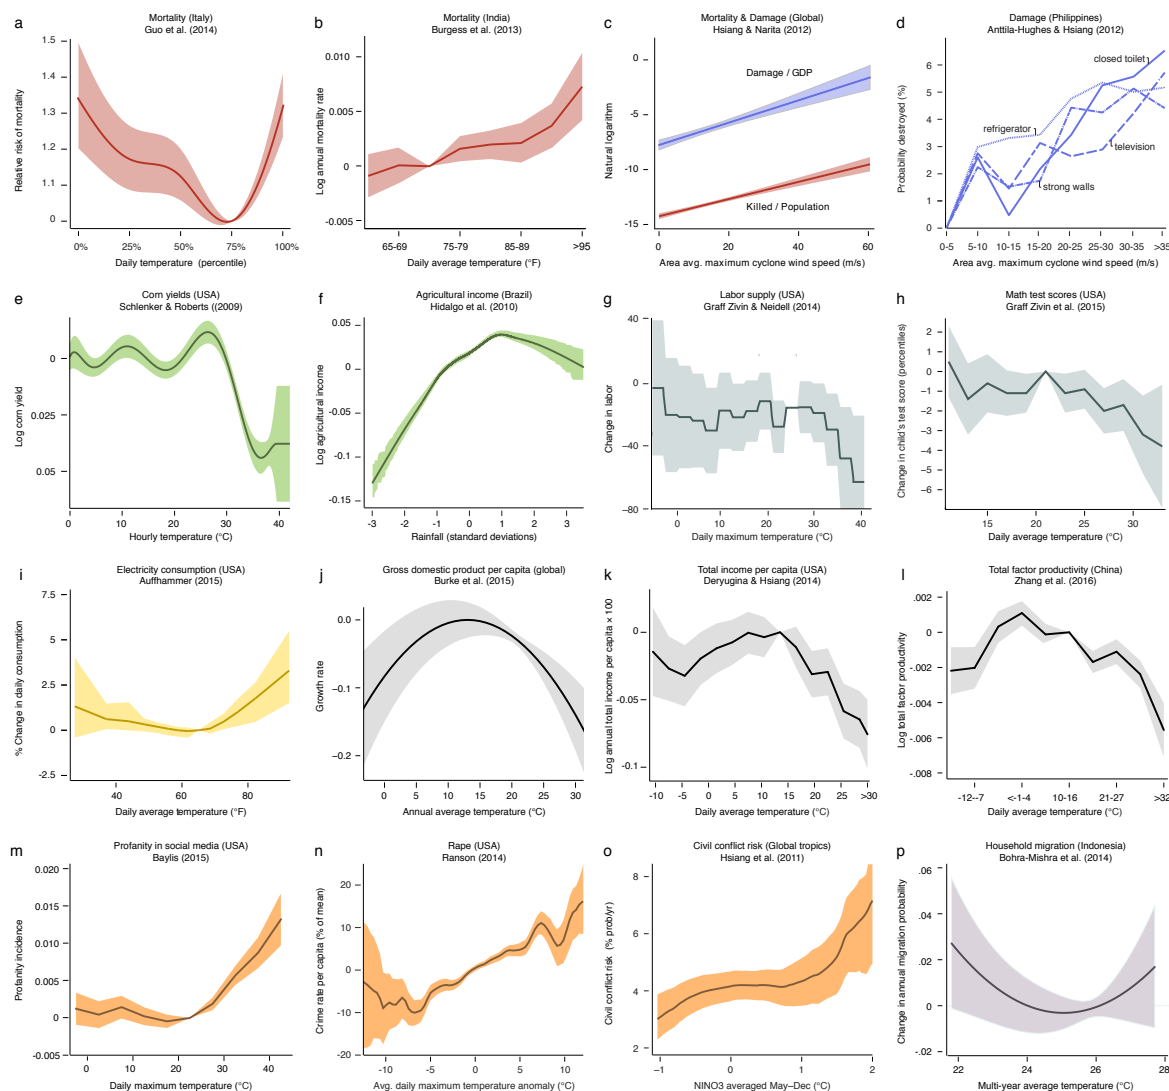 a
Mortality (Italy)
Guo et al. (2014)
1.5
1.4
1.3
1.2
1.1
1
0
Relative risk of mortality
0% 25% 50% 75% 100%
Daily temperature (percentile)
b
Mortality (India)
Burgess et al. (2013)
0.010
0.005
0
-0.005
Log annual mortality rate
65-69 75-79 85-89 >95
Daily average temperature (°F)
c
Mortality & Damage (Global)
Hsiang & Narita (2012)
0
−5
−10
−15
Natural logarithm
Damage / GDP
Killed / Population
0 20 40 60
Area avg. maximum cyclone wind speed (m/s)
d
Damage (Philippines)
Anttila-Hughes & Hsiang (2012)
6
5
4
3
2
1
0
Probability destroyed (%)
closed toilet
refrigerator
television
strong walls
0-5 5-10 10-15 15-20 20-25 25-30 30-35 >35
Area avg. maximum cyclone wind speed (m/s)
e
Corn yields (USA)
Schlenker & Roberts ((2009)
0
0.025
0.05
Log corn yield
0 10 20 30 40
Hourly temperature (°C)
f
Agricultural income (Brazil)
Hidalgo et al. (2010)
0.05
0
-0.05
-0.1
-0.15
Log agricultural income
-3 -2 -1 0 1 2 3
Rainfall (standard deviations)
g
Labor supply (USA)
Graff Zivin & Neidell (2014)
40
0
−40
−80
Change in labor
0 10 20 30 40
Daily maximum temperature (°C)
h
Math test scores (USA)
Graff Zivin et al. (2015)
2
1
0
−1
−2
−3
−4
−5
−6
Change in child's test score (percentiles)
15 20 25 30
Daily average temperature (°C)
i
Electricity consumption (USA)
Auffhammer (2015)
7.5
5
2.5
0
-2.5
% Change in daily consumption
40 60 80
Daily average temperature (°F)
j
Gross domestic product per capita (global)
Burke et al. (2015)
0.0
−0.1
−0.2
Growth rate
0 5 10 15 20 25 30
Annual average temperature (°C)
k
Total income per capita (USA)
Deryugina & Hsiang (2014)
0
−0.05
−0.1
Log annual total income per capita × 100
-10 -5 0 5 10 15 20 25 >30
Daily average temperature (°C)
l
Total factor productivity (China)
Zhang et al. (2016)
.002
0
-.002
-.004
-.006
-.008
Log total factor productivity
-12--7 <-1-4 10-16 21-27 >32
Daily average temperature (°C)
m
Profanity in social media (USA)
Baylis (2015)
0.020
0.015
0.010
0.005
0
-0.005
Profanity incidence
0 10 20 30 40
Daily maximum temperature (°C)
n
Rape (USA)
Ranson (2014)
20
10
0
-10
-20
Crime rate per capita (% of mean)
-10 -5 0 5 10
Avg. daily maximum temperature anomaly (°C)
o
Civil conflict risk (Global tropics)
Hsiang et al. (2011)
8
6
4
2
Civil conflict risk (% prob/yr)
−1 0 1 2
NINO3 averaged May–Dec (°C)
p
Household migration (Indonesia)
Bohra-Mishra et al. (2014)
.06
.04
.02
0
-.02
Change in annual migration probability
22 24 26 28
Multi-year average temperature (°C)